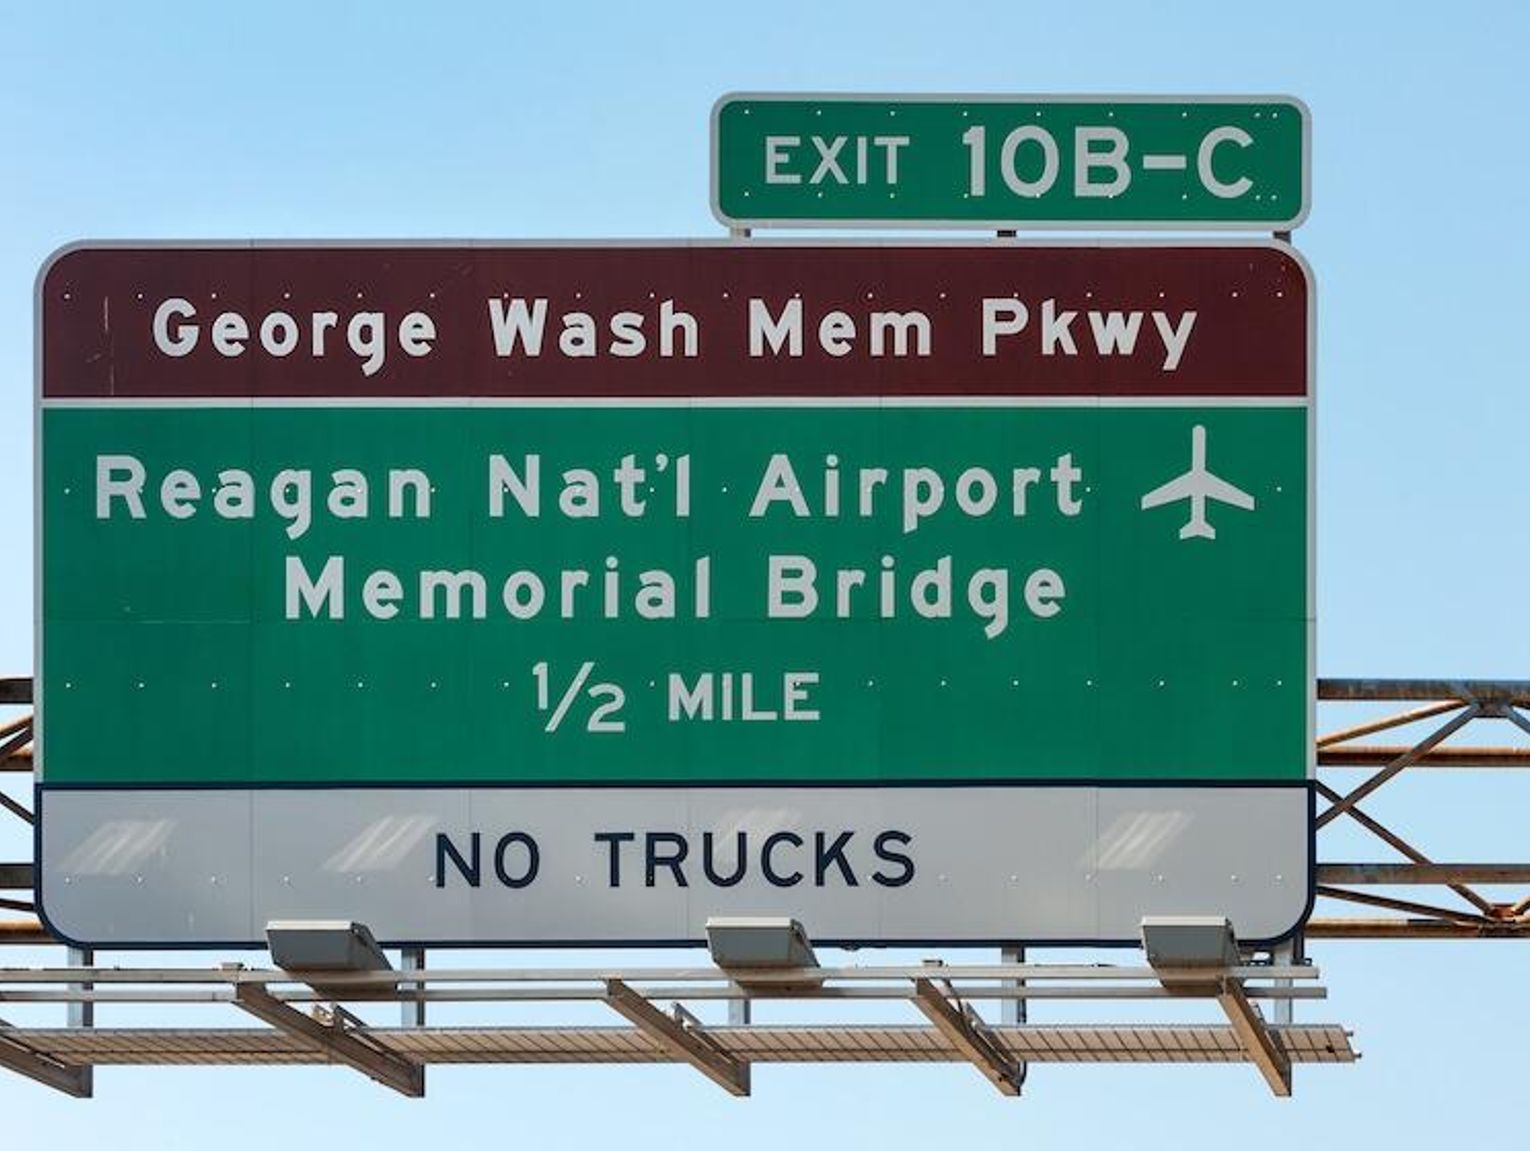 EXIT 10B-C
George Wash Mem Pkwy
Reagan Nat'l Airport
Memorial Bridge
1/2 MILE
NO TRUCKS